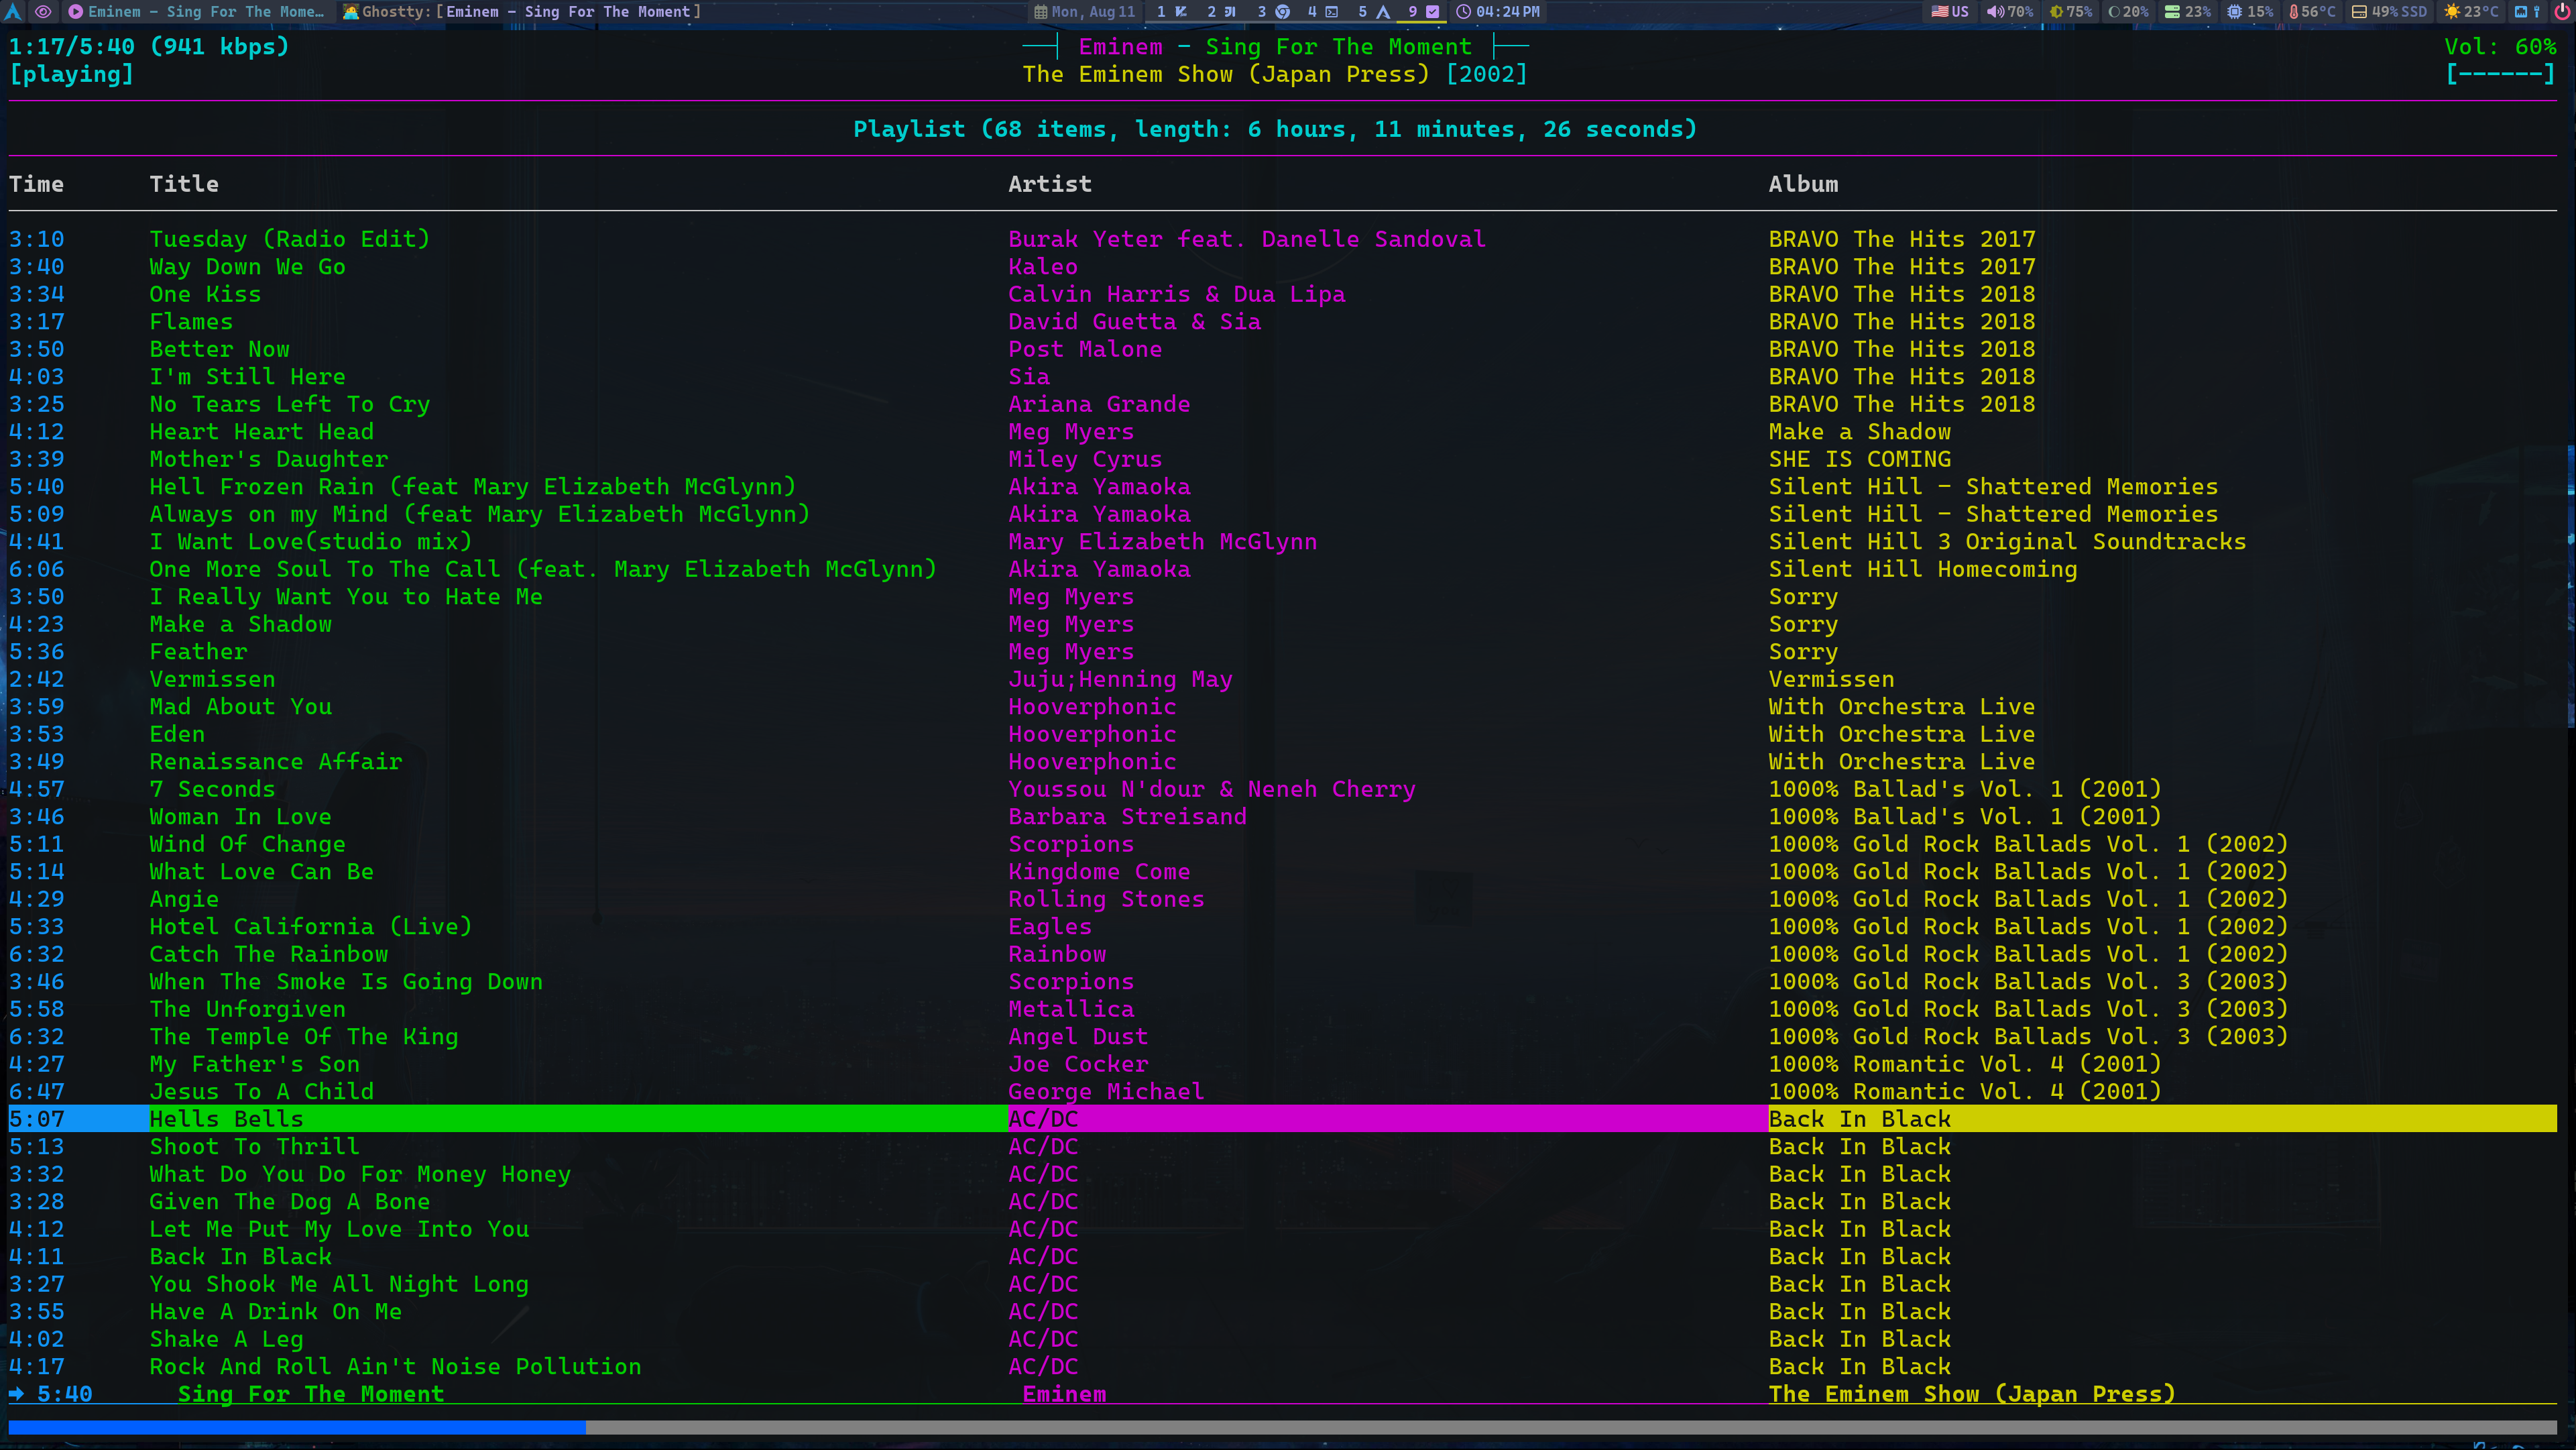 Eminem – Sing For The Mome… Ghostty: [Eminem – Sing For The Moment] Mon, Aug 11 1 2 3 4 5 9 04:24 PM US 70% 75% 20% 23% 15% 56°C 49% SSD 23°C
1:17/5:40 (941 kbps) Eminem - Sing For The Moment Vol: 60%
[playing] The Eminem Show (Japan Press) [2002] [------]
Playlist (68 items, length: 6 hours, 11 minutes, 26 seconds)
Time Title Artist Album
3:10 Tuesday (Radio Edit) Burak Yeter feat. Danelle Sandoval BRAVO The Hits 2017
3:40 Way Down We Go Kaleo BRAVO The Hits 2017
3:34 One Kiss Calvin Harris & Dua Lipa BRAVO The Hits 2018
3:17 Flames David Guetta & Sia BRAVO The Hits 2018
3:50 Better Now Post Malone BRAVO The Hits 2018
4:03 I'm Still Here Sia BRAVO The Hits 2018
3:25 No Tears Left To Cry Ariana Grande BRAVO The Hits 2018
4:12 Heart Heart Head Meg Myers Make a Shadow
3:39 Mother's Daughter Miley Cyrus SHE IS COMING
5:40 Hell Frozen Rain (feat Mary Elizabeth McGlynn) Akira Yamaoka Silent Hill - Shattered Memories
5:09 Always on my Mind (feat Mary Elizabeth McGlynn) Akira Yamaoka Silent Hill - Shattered Memories
4:41 I Want Love(studio mix) Mary Elizabeth McGlynn Silent Hill 3 Original Soundtracks
6:06 One More Soul To The Call (feat. Mary Elizabeth McGlynn) Akira Yamaoka Silent Hill Homecoming
3:50 I Really Want You to Hate Me Meg Myers Sorry
4:23 Make a Shadow Meg Myers Sorry
5:36 Feather Meg Myers Sorry
2:42 Vermissen Juju;Henning May Vermissen
3:59 Mad About You Hooverphonic With Orchestra Live
3:53 Eden Hooverphonic With Orchestra Live
3:49 Renaissance Affair Hooverphonic With Orchestra Live
4:57 7 Seconds Youssou N'dour & Neneh Cherry 1000% Ballad's Vol. 1 (2001)
3:46 Woman In Love Barbara Streisand 1000% Ballad's Vol. 1 (2001)
5:11 Wind Of Change Scorpions 1000% Gold Rock Ballads Vol. 1 (2002)
5:14 What Love Can Be Kingdome Come 1000% Gold Rock Ballads Vol. 1 (2002)
4:29 Angie Rolling Stones 1000% Gold Rock Ballads Vol. 1 (2002)
5:33 Hotel California (Live) Eagles 1000% Gold Rock Ballads Vol. 1 (2002)
6:32 Catch The Rainbow Rainbow 1000% Gold Rock Ballads Vol. 1 (2002)
3:46 When The Smoke Is Going Down Scorpions 1000% Gold Rock Ballads Vol. 3 (2003)
5:58 The Unforgiven Metallica 1000% Gold Rock Ballads Vol. 3 (2003)
6:32 The Temple Of The King Angel Dust 1000% Gold Rock Ballads Vol. 3 (2003)
4:27 My Father's Son Joe Cocker 1000% Romantic Vol. 4 (2001)
6:47 Jesus To A Child George Michael 1000% Romantic Vol. 4 (2001)
5:07 Hells Bells AC/DC Back In Black
5:13 Shoot To Thrill AC/DC Back In Black
3:32 What Do You Do For Money Honey AC/DC Back In Black
3:28 Given The Dog A Bone AC/DC Back In Black
4:12 Let Me Put My Love Into You AC/DC Back In Black
4:11 Back In Black AC/DC Back In Black
3:27 You Shook Me All Night Long AC/DC Back In Black
3:55 Have A Drink On Me AC/DC Back In Black
4:02 Shake A Leg AC/DC Back In Black
4:17 Rock And Roll Ain't Noise Pollution AC/DC Back In Black
5:40 Sing For The Moment Eminem The Eminem Show (Japan Press)